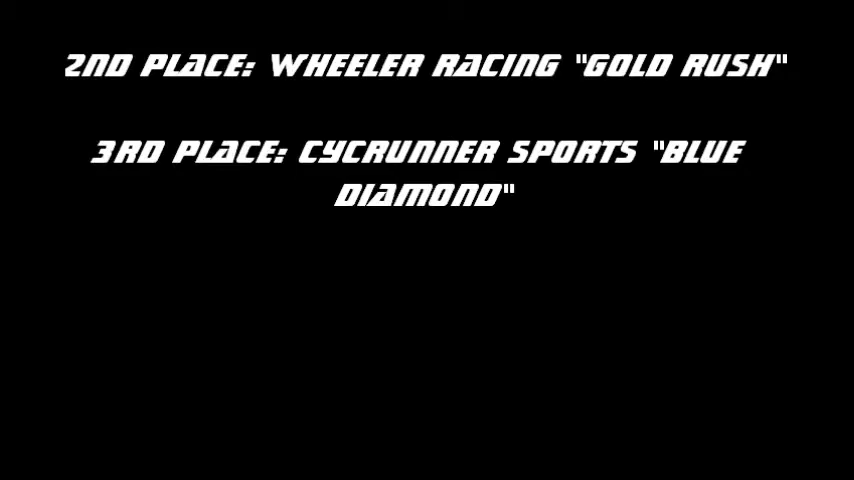 2ND PLACE: WHEELER RACING "GOLD RUSH"
3RD PLACE: CYCRUNNER SPORTS "BLUE
DIAMOND"